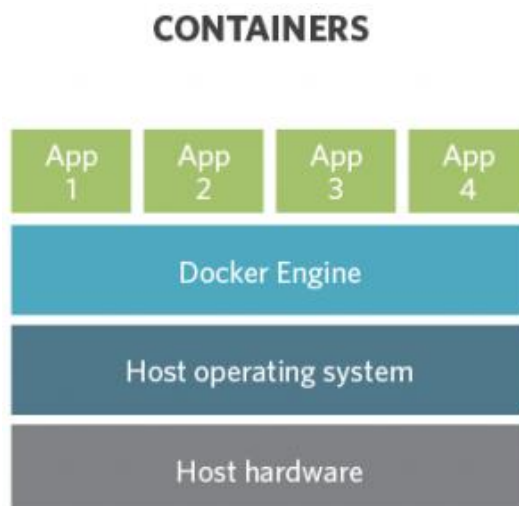 CONTAINERS
App
1
App
2
App
3
App
4
Docker Engine
Host operating system
Host hardware